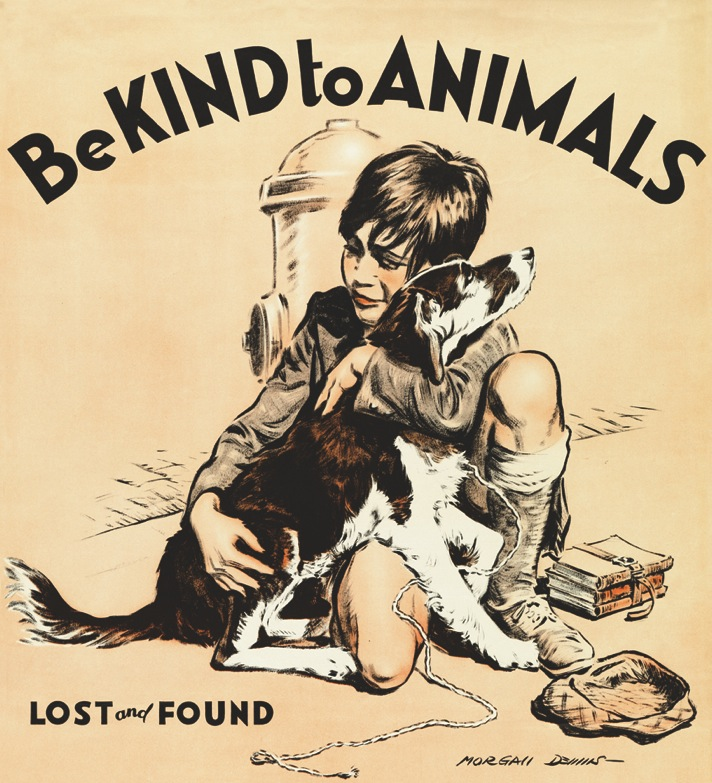 Be KIND to ANIMALS
LOST and FOUND
MORGAN DENNIS